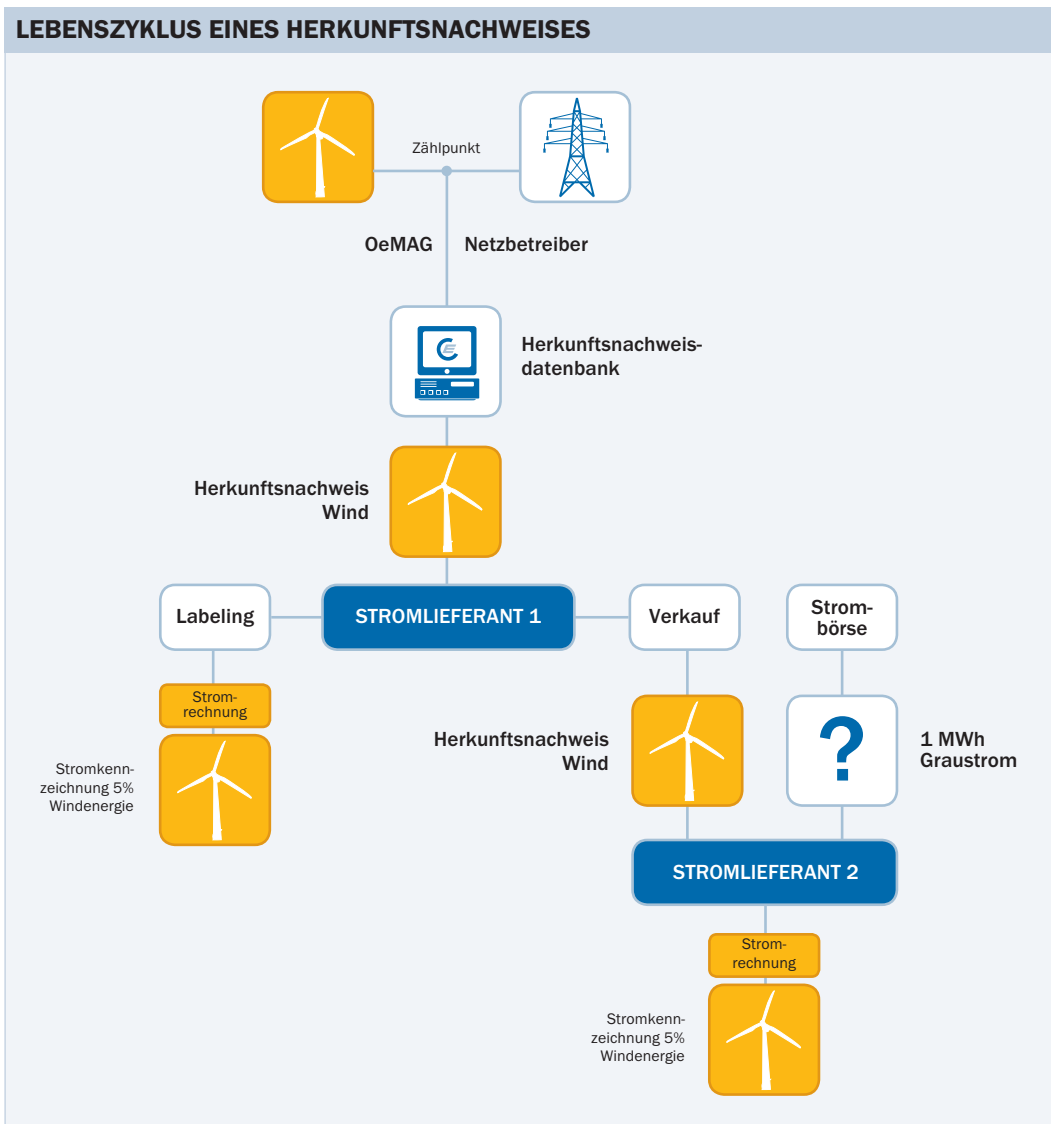 LEBENSZYKLUS EINES HERKUNFTSNACHWEISES
Zählpunkt
OeMAG
Netzbetreiber
Herkunftsnachweis-
datenbank
Herkunftsnachweis
Wind
Labeling
STROMLIEFERANT 1
Verkauf
Strom-
börse
Strom-
rechnung
Stromkenn-
zeichnung 5%
Windenergie
Herkunftsnachweis
Wind
?
1 MWh
Graustrom
STROMLIEFERANT 2
Strom-
rechnung
Stromkenn-
zeichnung 5%
Windenergie